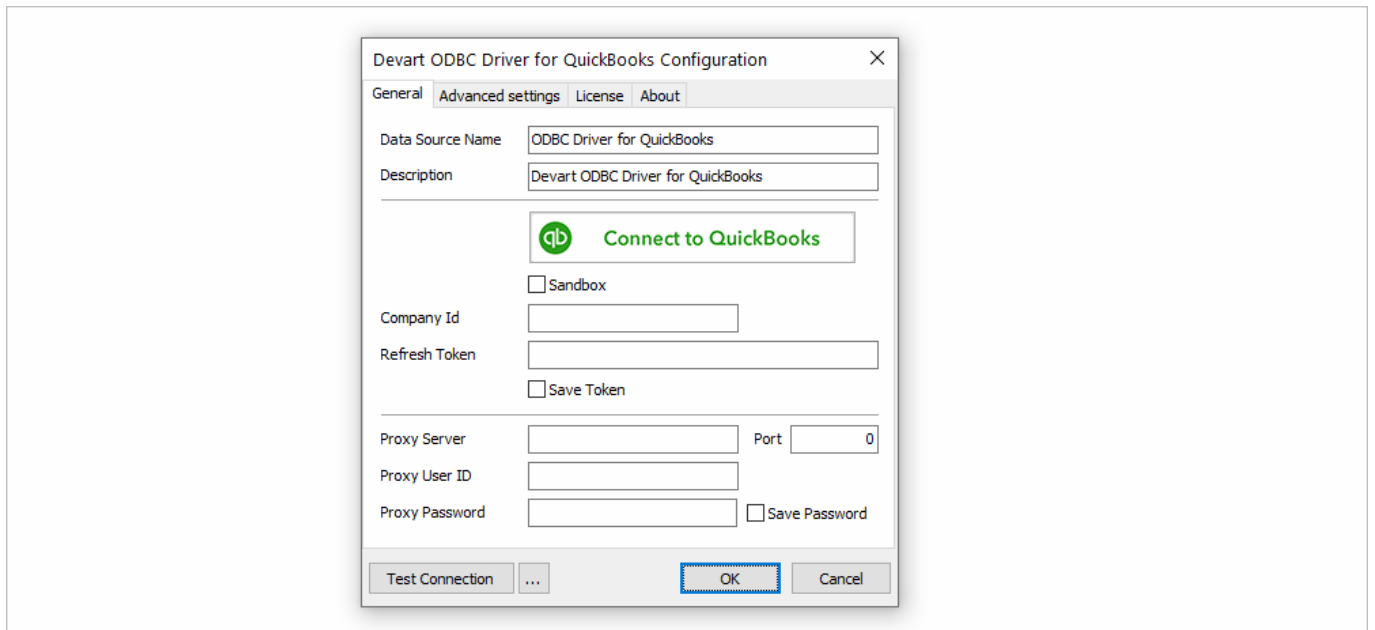 Devart ODBC Driver for QuickBooks Configuration
General Advanced settings License About
Data Source Name ODBC Driver for QuickBooks
Description Devart ODBC Driver for QuickBooks
qb Connect to QuickBooks
Sandbox
Company Id
Refresh Token
Save Token
Proxy Server Port 0
Proxy User ID
Proxy Password Save Password
Test Connection ... OK Cancel